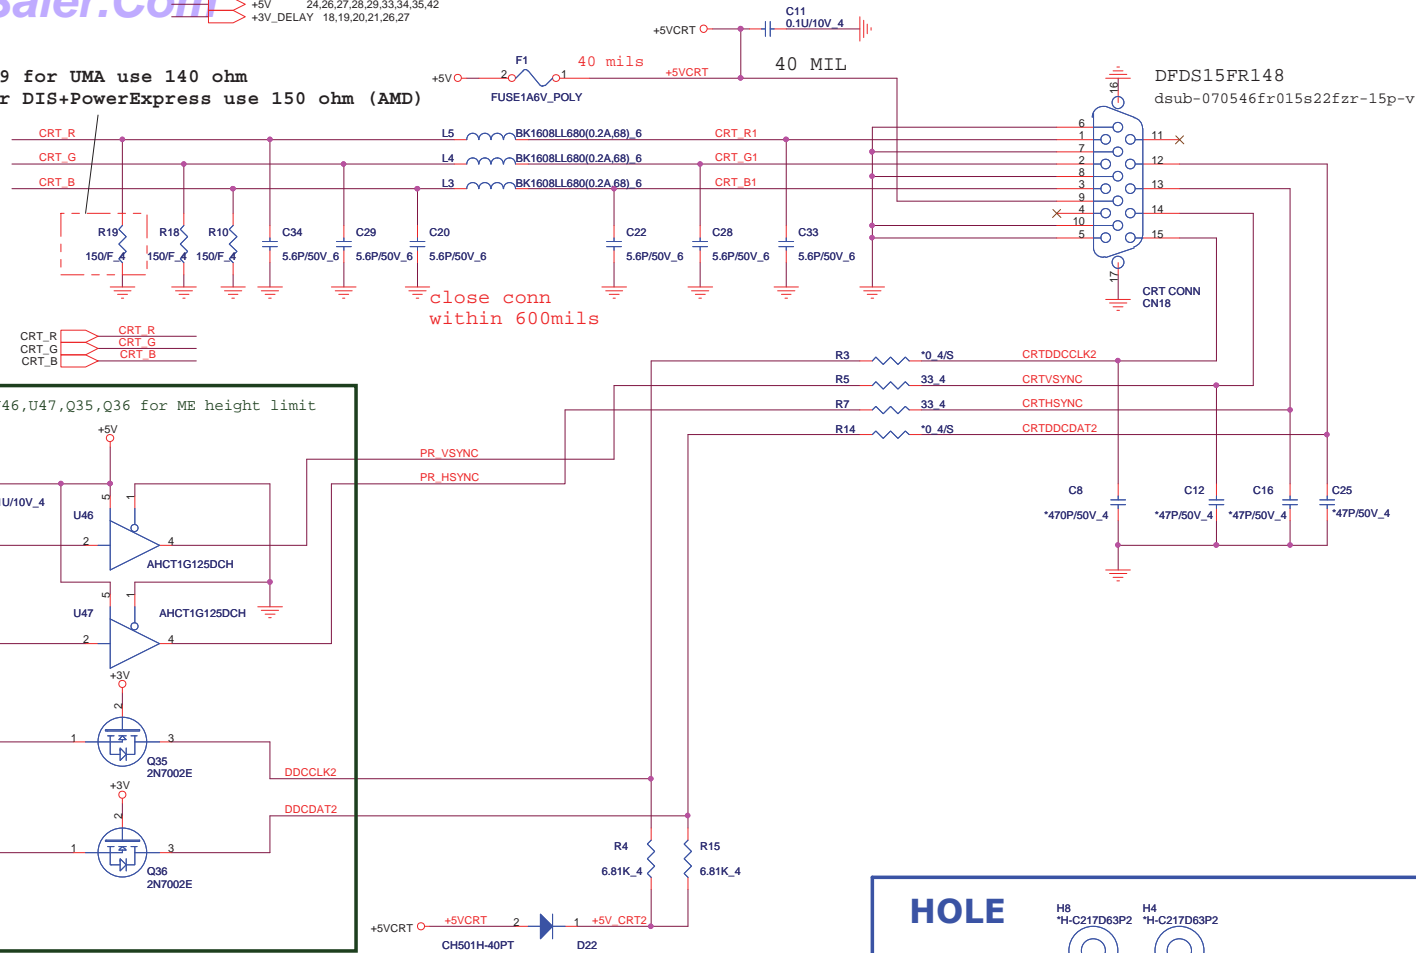 Saler.Com
+5V 24,26,27,28,29,33,34,35,42
+3V_DELAY 18,19,20,21,26,27
9 for UMA use 140 ohm
r DIS+PowerExpress use 150 ohm (AMD)
+5VCRT
C11
0.1U/10V_4
+5V
2
F1
1
FUSE1A6V_POLY
40 mils
+5VCRT
40 MIL
DFDS15FR148
dsub-070546fr015s22fzr-15p-v
16
6
1
7
2
8
3
9
4
10
5
11
12
13
14
15
17
CRT CONN
CN18
CRT_R
L5
BK1608LL680(0.2A,68)_6
CRT_R1
CRT_G
L4
BK1608LL680(0.2A,68)_6
CRT_G1
CRT_B
L3
BK1608LL680(0.2A,68)_6
CRT_B1
R19
150/F_4
R18
150/F_4
R10
150/F_4
C34
5.6P/50V_6
C29
5.6P/50V_6
C20
5.6P/50V_6
C22
5.6P/50V_6
C28
5.6P/50V_6
C33
5.6P/50V_6
close conn
within 600mils
CRT_R CRT_R
CRT_G CRT_G
CRT_B CRT_B
R3 *0_4/S CRTDDCCLK2
R5 33_4 CRTVSYNC
R7 33_4 CRTHSYNC
R14 *0_4/S CRTDDCDAT2
C8
*470P/50V_4
C12
*47P/50V_4
C16
*47P/50V_4
C25
*47P/50V_4
46,U47,Q35,Q36 for ME height limit
+5V
1U/10V_4
U46
5
1
2
4
AHCT1G125DCH
PR_VSYNC
PR_HSYNC
U47
5
1
2
4
AHCT1G125DCH
+3V
2
1
3
Q35
2N7002E
DDCCLK2
+3V
2
1
3
Q36
2N7002E
DDCDAT2
R4
6.81K_4
R15
6.81K_4
+5VCRT
+5VCRT
2
1
+5V_CRT2
CH501H-40PT
D22
HOLE
H8
*H-C217D63P2
H4
*H-C217D63P2